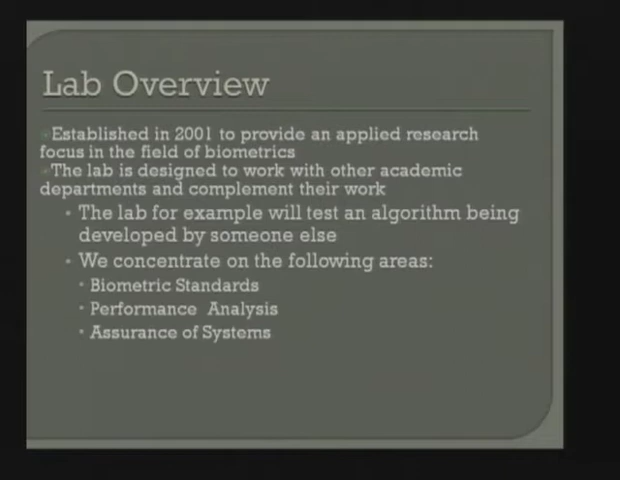 Lab Overview
Established in 2001 to provide an applied research
focus in the field of biometrics
The lab is designed to work with other academic
departments and complement their work
• The lab for example will test an algorithm being
developed by someone else
• We concentrate on the following areas:
• Biometric Standards
• Performance Analysis
• Assurance of Systems